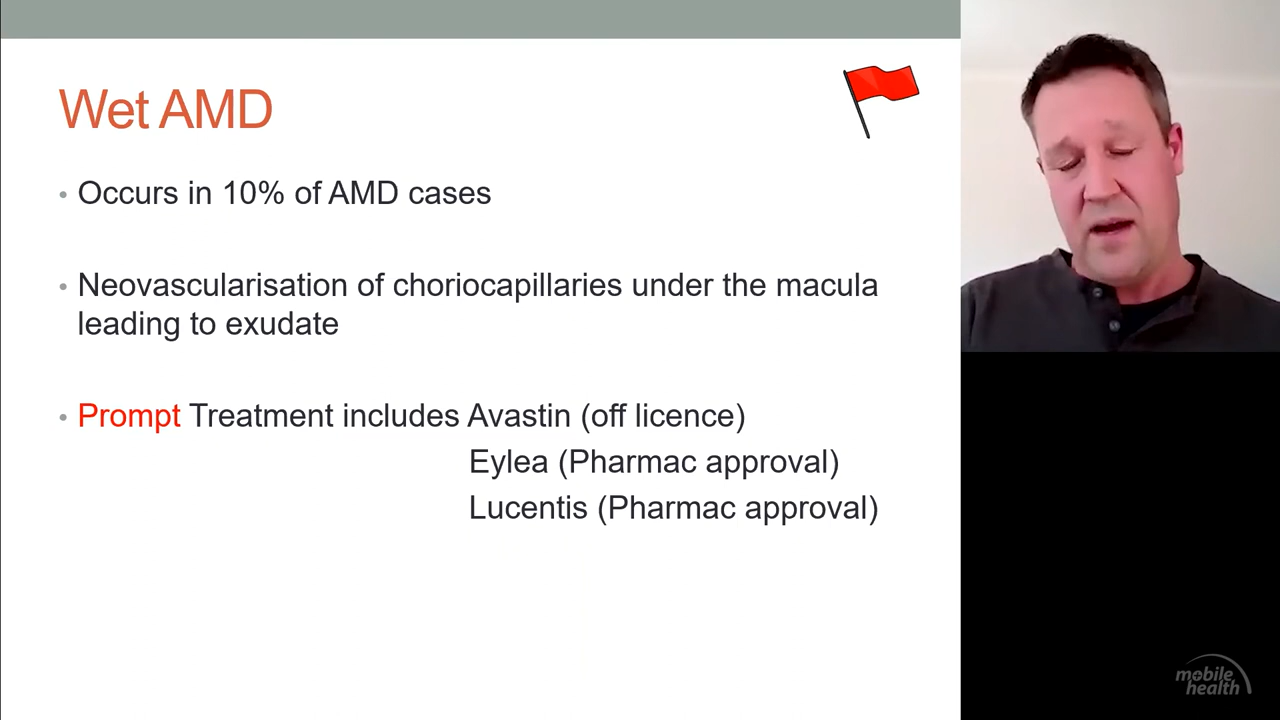 Wet AMD
• Occurs in 10% of AMD cases
• Neovascularisation of choriocapillaries under the macula
leading to exudate
• Prompt Treatment includes Avastin (off licence)
Eylea (Pharmac approval)
Lucentis (Pharmac approval)
mobile
health